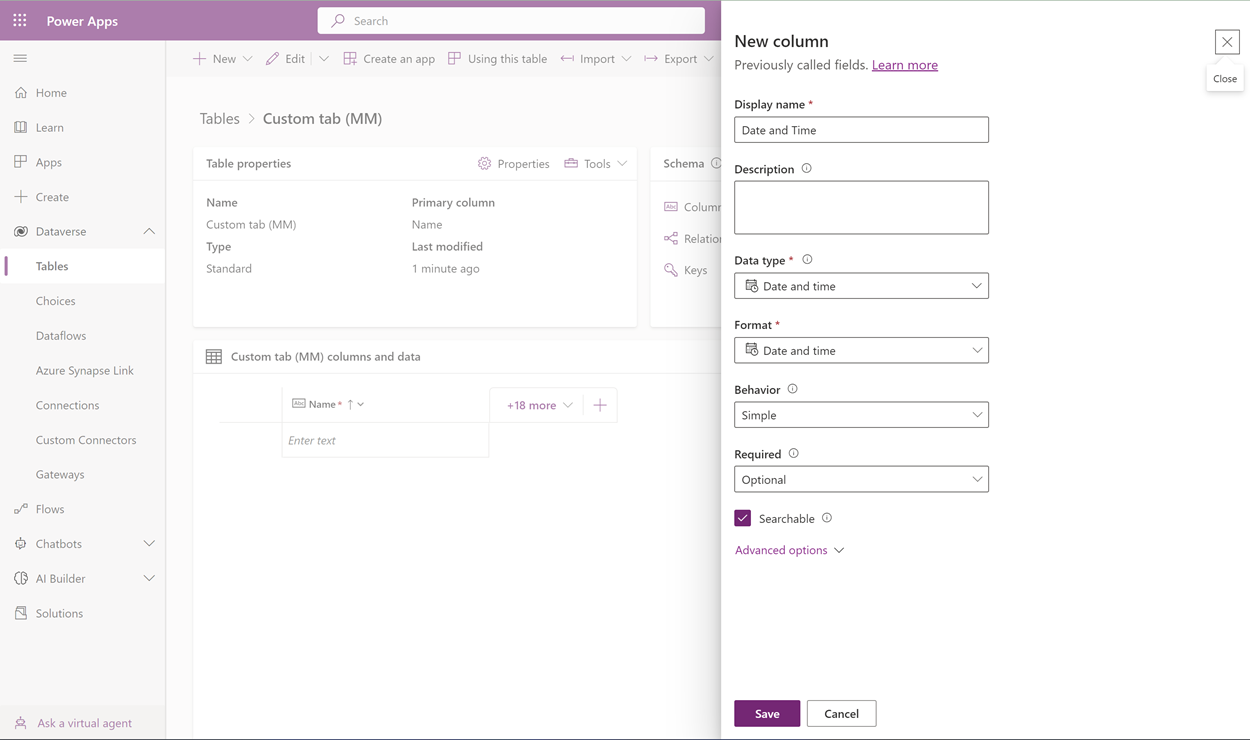 Power Apps
Search
New
Edit
Create an app
Using this table
Import
Export
Home
Learn
Apps
Create
Dataverse
Tables
Choices
Dataflows
Azure Synapse Link
Connections
Custom Connectors
Gateways
Flows
Chatbots
AI Builder
Solutions
Ask a virtual agent
Tables > Custom tab (MM)
Table properties
Properties
Tools
Name
Custom tab (MM)
Type
Standard
Primary column
Name
Last modified
1 minute ago
Schema
Column
Relation
Keys
Custom tab (MM) columns and data
Abc Name *
+18 more
Enter text
New column
Previously called fields. Learn more
Close
Display name *
Date and Time
Description
Data type *
Date and time
Format *
Date and time
Behavior
Simple
Required
Optional
Searchable
Advanced options
Save
Cancel